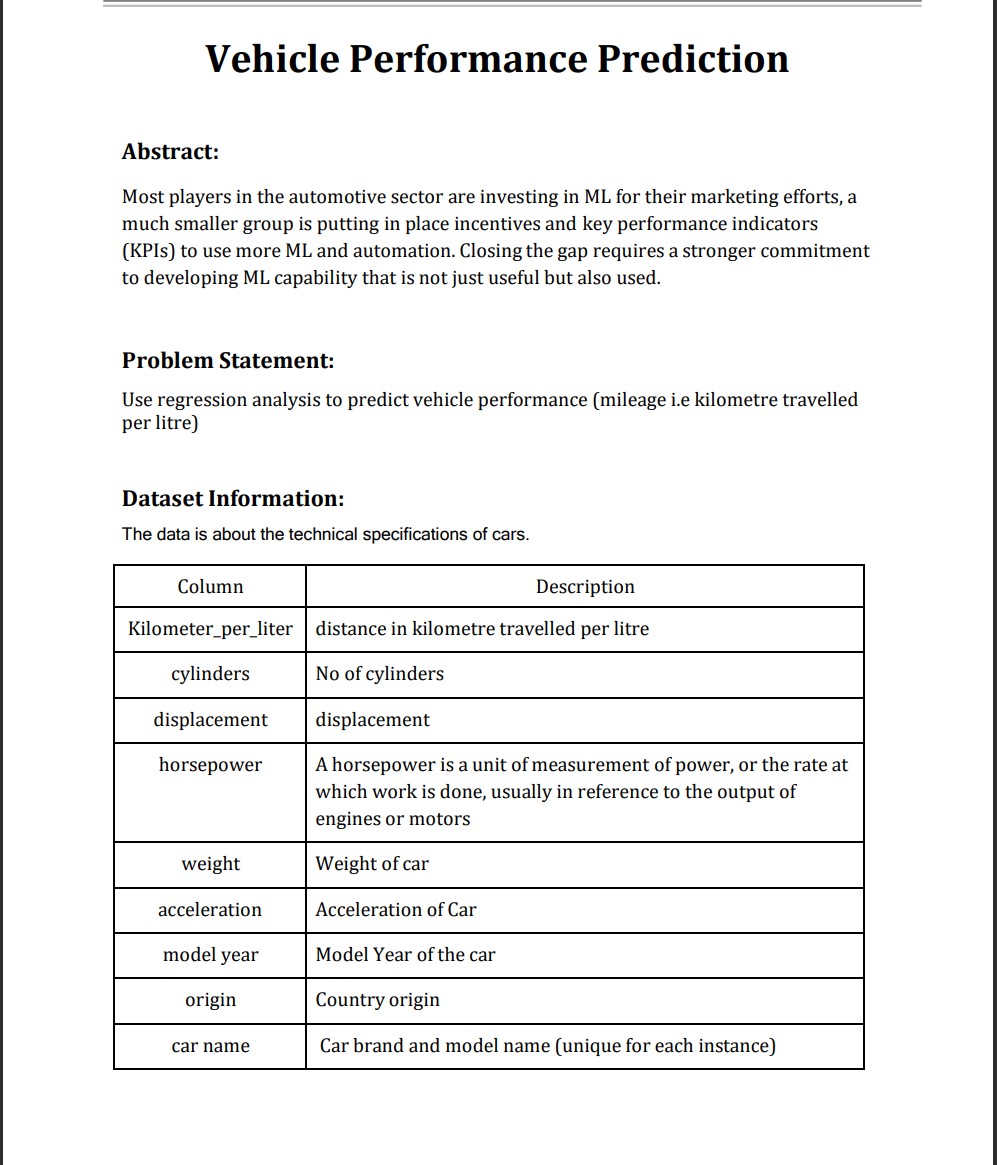 Vehicle Performance Prediction
Abstract:
Most players in the automotive sector are investing in ML for their marketing efforts, a
much smaller group is putting in place incentives and key performance indicators
(KPIs) to use more ML and automation. Closing the gap requires a stronger commitment
to developing ML capability that is not just useful but also used.
Problem Statement:
Use regression analysis to predict vehicle performance (mileage i.e kilometre travelled
per litre)
Dataset Information:
The data is about the technical specifications of cars.
Column Description
Kilometer_per_liter distance in kilometre travelled per litre
cylinders No of cylinders
displacement displacement
horsepower A horsepower is a unit of measurement of power, or the rate at
which work is done, usually in reference to the output of
engines or motors
weight Weight of car
acceleration Acceleration of Car
model year Model Year of the car
origin Country origin
car name Car brand and model name (unique for each instance)